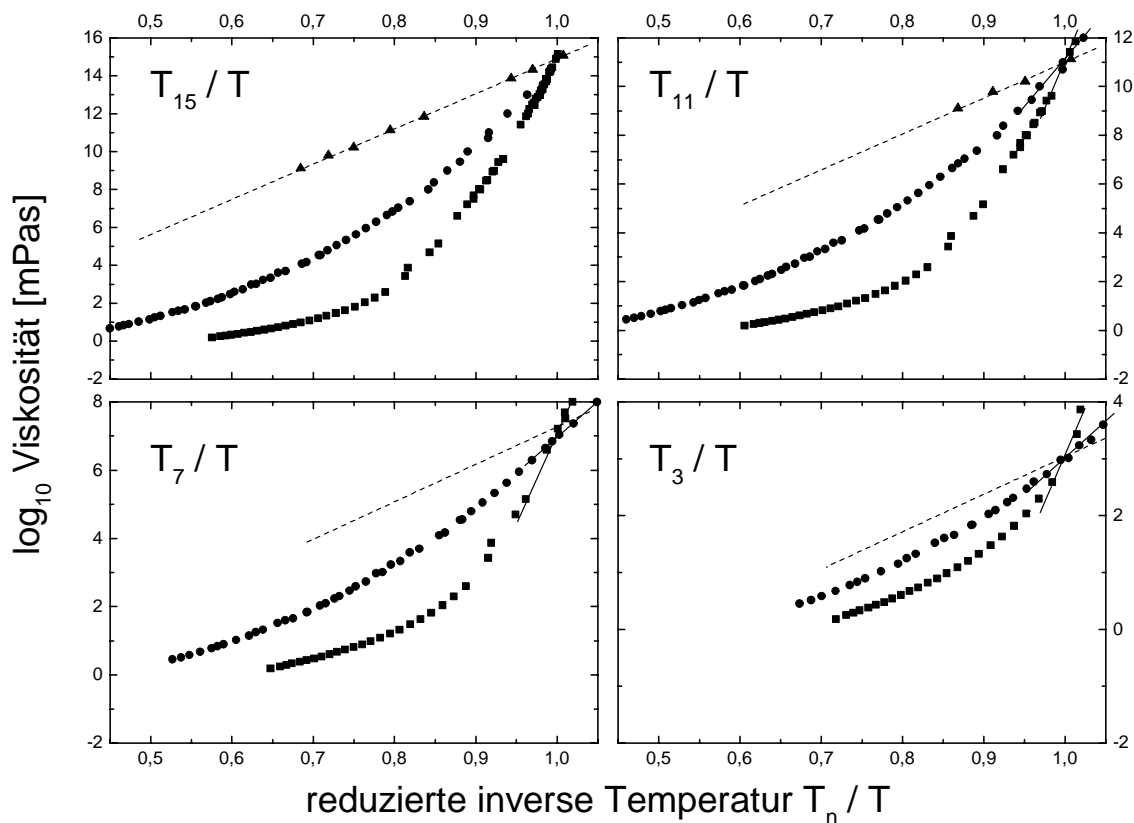 0,5 0,6 0,7 0,8 0,9 1,0
0,5 0,6 0,7 0,8 0,9 1,0
16
14
12
10
8
6
4
2
0
-2
T15 / T
T11 / T
12
10
8
6
4
2
0
-2
8
6
4
2
0
-2
T7 / T
T3 / T
4
2
0
-2
0,5 0,6 0,7 0,8 0,9 1,0
0,5 0,6 0,7 0,8 0,9 1,0
log10 Viskosität [mPas]
reduzierte inverse Temperatur Tn / T